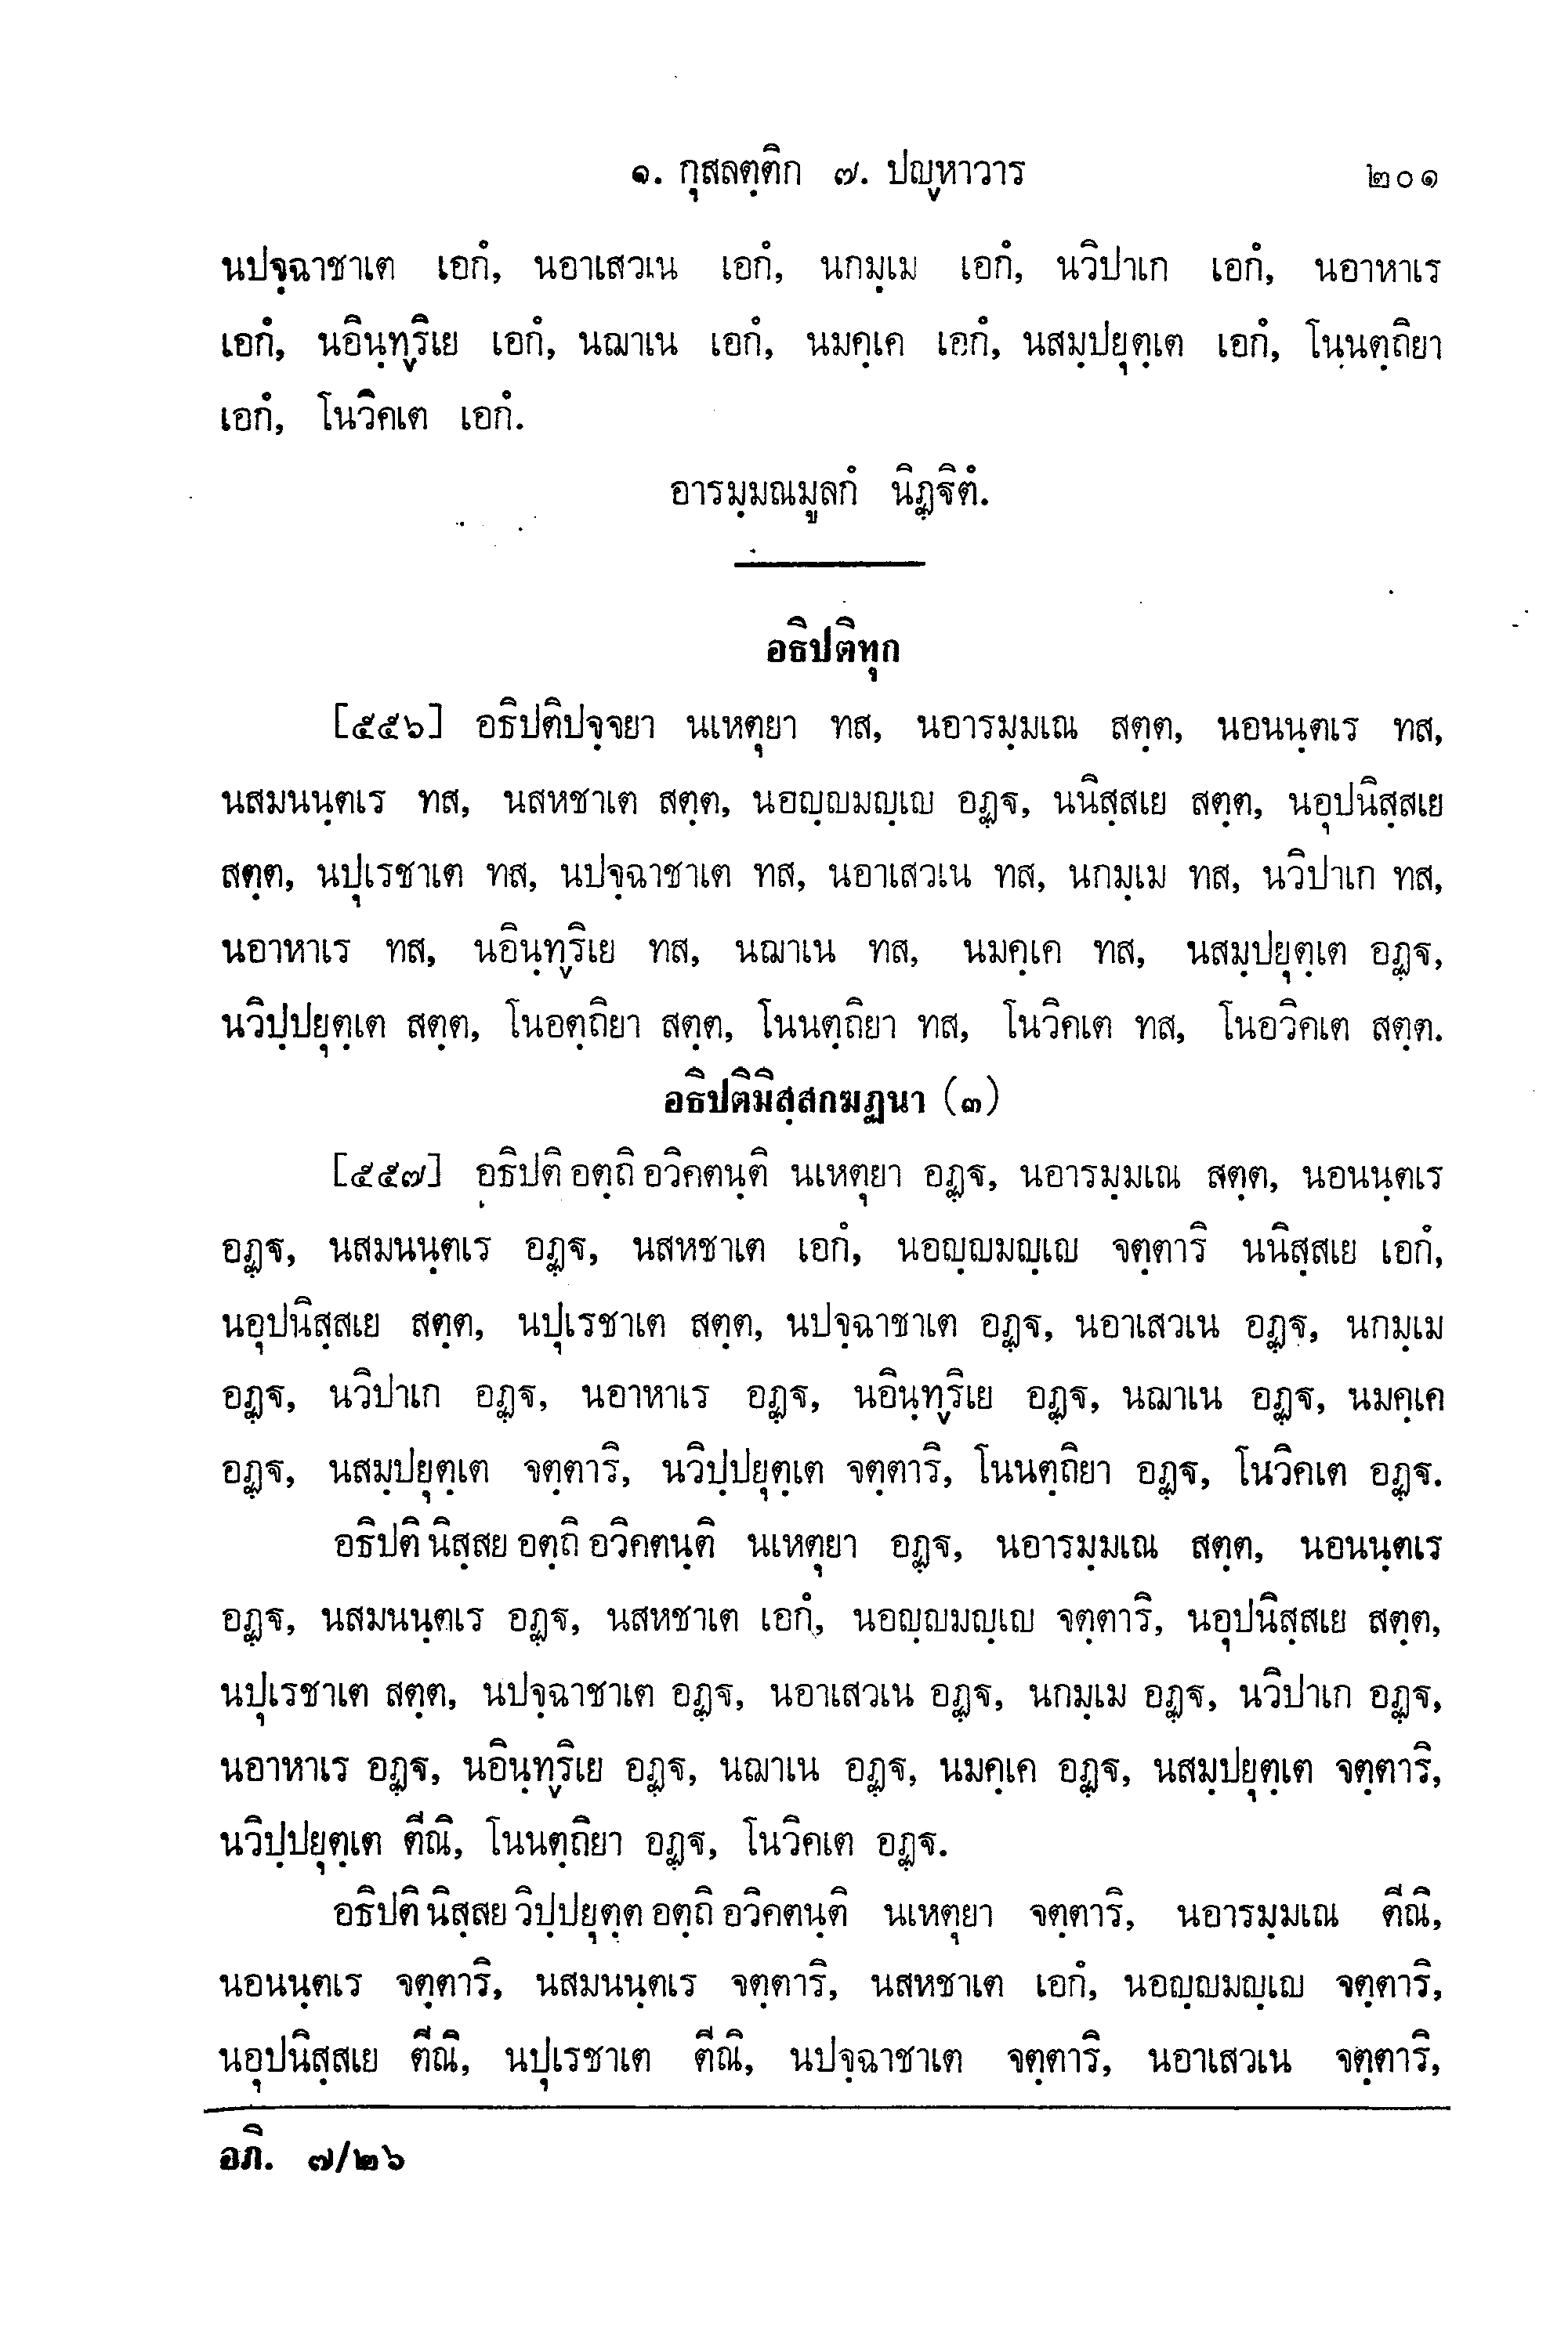 ๑. กุสลตฺติก ๗. ปญฺหาวาร ๒๐๑
นปจฺฉาชาเต เอกํ, นอาเสวเน เอกํ, นกมฺเม เอกํ, นวิปาเก เอกํ, นอาหาเร
เอกํ, นอินฺทฺริเย เอกํ, นฌาเน เอกํ, นมคฺเค เอกํ, นสมฺปยุตฺเต เอกํ, โนนตฺถิยา
เอกํ, โนวิคเต เอกํ.
อารมฺมณมูลกํ นิฏฺฐิตํ.
อธิปติทุก
[๕๕๖] อธิปติปจฺจยา นเหตุยา ทส, นอารมฺมเณ สตฺต, นอนนฺตเร ทส,
นสมนนฺตเร ทส, นสหชาเต สตฺต, นอญฺญมญฺเญ อฏฺฐ, นนิสฺสเย สตฺต, นอุปนิสฺสเย
สตฺต, นปุเรชาเต ทส, นปจฺฉาชาเต ทส, นอาเสวเน ทส, นกมฺเม ทส, นวิปาเก ทส,
นอาหาเร ทส, นอินฺทฺริเย ทส, นฌาเน ทส, นมคฺเค ทส, นสมฺปยุตฺเต อฏฺฐ,
นวิปฺปยุตฺเต สตฺต, โนอตฺถิยา สตฺต, โนนตฺถิยา ทส, โนวิคเต ทส, โนอวิคเต สตฺต.
อธิปติมิสฺสกฆฏนา (๓)
[๕๕๗] อธิปติ อตฺถิ อวิคตนฺติ นเหตุยา อฏฺฐ, นอารมฺมเณ สตฺต, นอนนฺตเร
อฏฺฐ, นสมนนฺตเร อฏฺฐ, นสหชาเต เอกํ, นอญฺญมญฺเญ จตฺตาริ นนิสฺสเย เอกํ,
นอุปนิสฺสเย สตฺต, นปุเรชาเต สตฺต, นปจฺฉาชาเต อฏฺฐ, นอาเสวเน อฏฺฐ, นกมฺเม
อฏฺฐ, นวิปาเก อฏฺฐ, นอาหาเร อฏฺฐ, นอินฺทฺริเย อฏฺฐ, นฌาเน อฏฺฐ, นมคฺเค
อฏฺฐ, นสมฺปยุตฺเต จตฺตาริ, นวิปฺปยุตฺเต จตฺตาริ, โนนตฺถิยา อฏฺฐ, โนวิคเต อฏฺฐ.
อธิปติ นิสฺสย อตฺถิ อวิคตนฺติ นเหตุยา อฏฺฐ, นอารมฺมเณ สตฺต, นอนนฺตเร
อฏฺฐ, นสมนนฺตเร อฏฺฐ, นสหชาเต เอกํ, นอญฺญมญฺเญ จตฺตาริ, นอุปนิสฺสเย สตฺต,
นปุเรชาเต สตฺต, นปจฺฉาชาเต อฏฺฐ, นอาเสวเน อฏฺฐ, นกมฺเม อฏฺฐ, นวิปาเก อฏฺฐ,
นอาหาเร อฏฺฐ, นอินฺทฺริเย อฏฺฐ, นฌาเน อฏฺฐ, นมคฺเค อฏฺฐ, นสมฺปยุตฺเต จตฺตาริ,
นวิปฺปยุตฺเต ตีณิ, โนนตฺถิยา อฏฺฐ, โนวิคเต อฏฺฐ.
อธิปติ นิสฺสย วิปฺปยุตฺต อตฺถิ อวิคตนฺติ นเหตุยา จตฺตาริ, นอารมฺมเณ ตีณิ,
นอนนฺตเร จตฺตาริ, นสมนนฺตเร จตฺตาริ, นสหชาเต เอกํ, นอญฺญมญฺเญ จตฺตาริ,
นอุปนิสฺสเย ตีณิ, นปุเรชาเต ตีณิ, นปจฺฉาชาเต จตฺตาริ, นอาเสวเน จตฺตาริ,
อภิ. ๗/๒๖